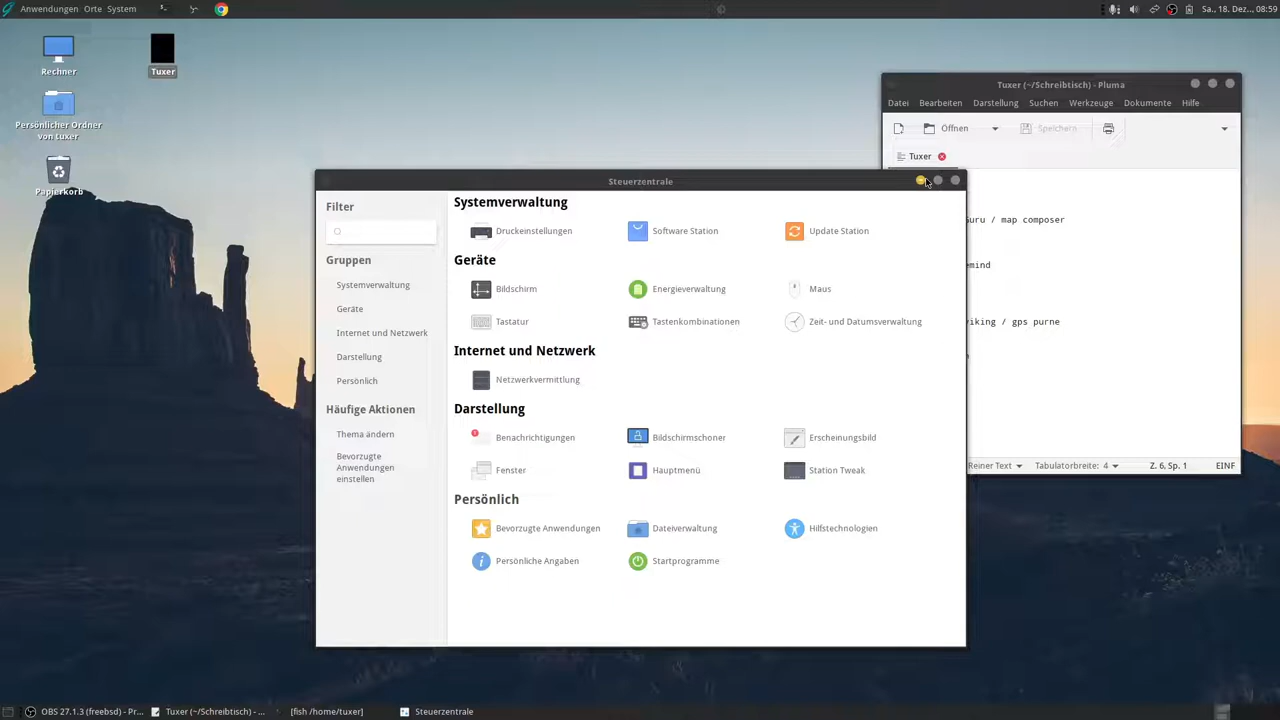 Anwendungen Orte System
Sa., 18. Dez., 08:59
Rechner
Tuxer
Persönlicher Ordner
von tuxer
Papierkorb
Tuxer (~/Schreibtisch) - Pluma
Datei Bearbeiten Darstellung Suchen Werkzeuge Dokumente Hilfe
Öffnen Speichern
Tuxer
/ map composer
viking / gps purne
Reiner Text Tabulatorbreite: 4 Z. 6, Sp. 1 EINF
Steuerzentrale
Filter
Gruppen
Systemverwaltung
Geräte
Internet und Netzwerk
Darstellung
Persönlich
Häufige Aktionen
Thema ändern
Bevorzugte
Anwendungen
einstellen
Systemverwaltung
Druckeinstellungen Software Station Update Station
Geräte
Bildschirm Energieverwaltung Maus
Tastatur Tastenkombinationen Zeit- und Datumsverwaltung
Internet und Netzwerk
Netzwerkvermittlung
Darstellung
Benachrichtigungen Bildschirmschoner Erscheinungsbild
Fenster Hauptmenü Station Tweak
Persönlich
Bevorzugte Anwendungen Dateiverwaltung Hilfstechnologien
Persönliche Angaben Startprogramme
OBS 27.1.3 (freebsd) - Pr... Tuxer (~/Schreibtisch) - ... [fish /home/tuxer] Steuerzentrale